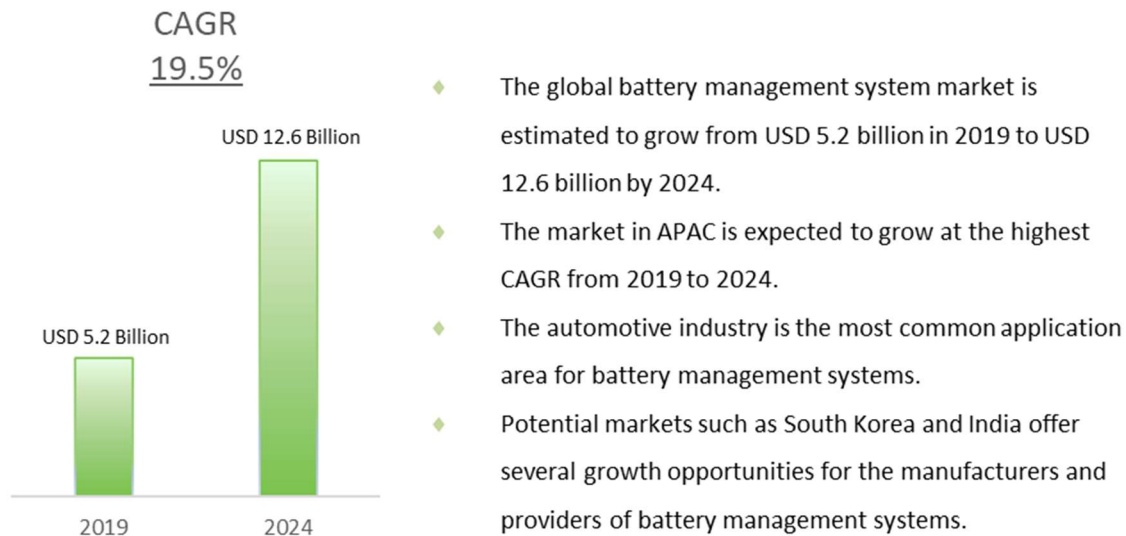 CAGR
19.5%
USD 12.6 Billion
USD 5.2 Billion
2019
2024
The global battery management system market is
estimated to grow from USD 5.2 billion in 2019 to USD
12.6 billion by 2024.
The market in APAC is expected to grow at the highest
CAGR from 2019 to 2024.
The automotive industry is the most common application
area for battery management systems.
Potential markets such as South Korea and India offer
several growth opportunities for the manufacturers and
providers of battery management systems.